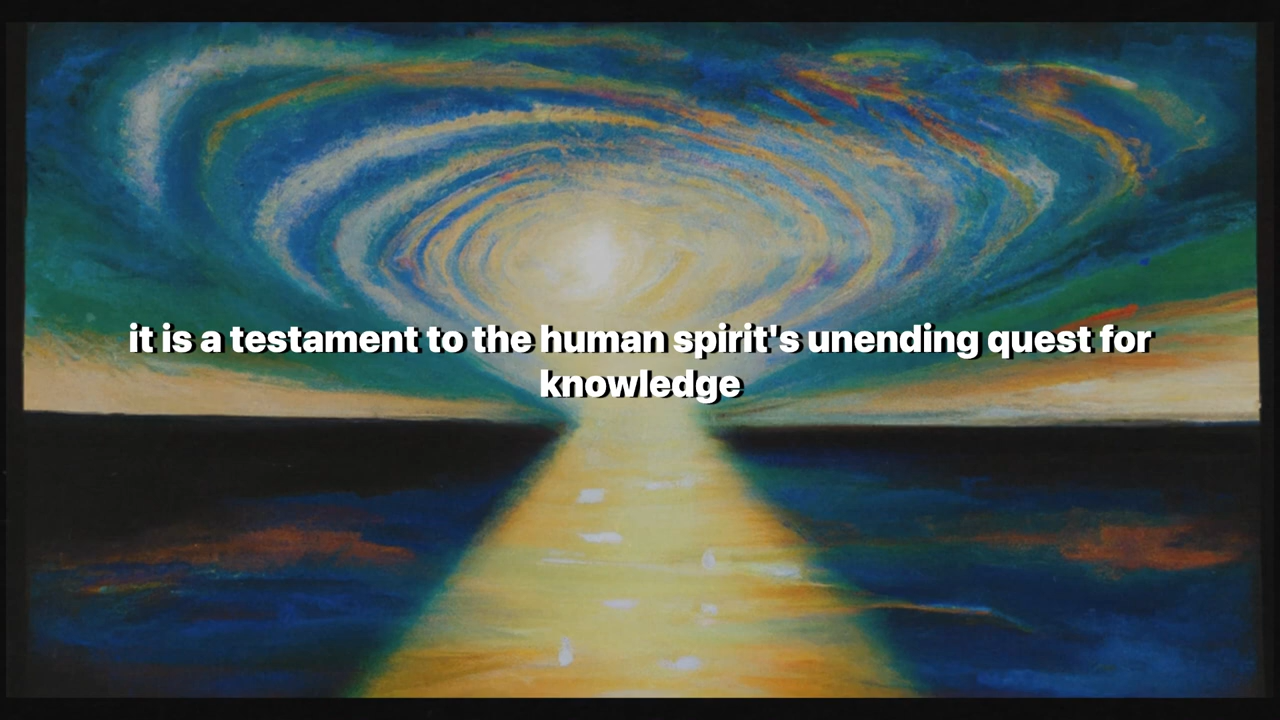 it is a testament to the human spirit's unending quest for
knowledge